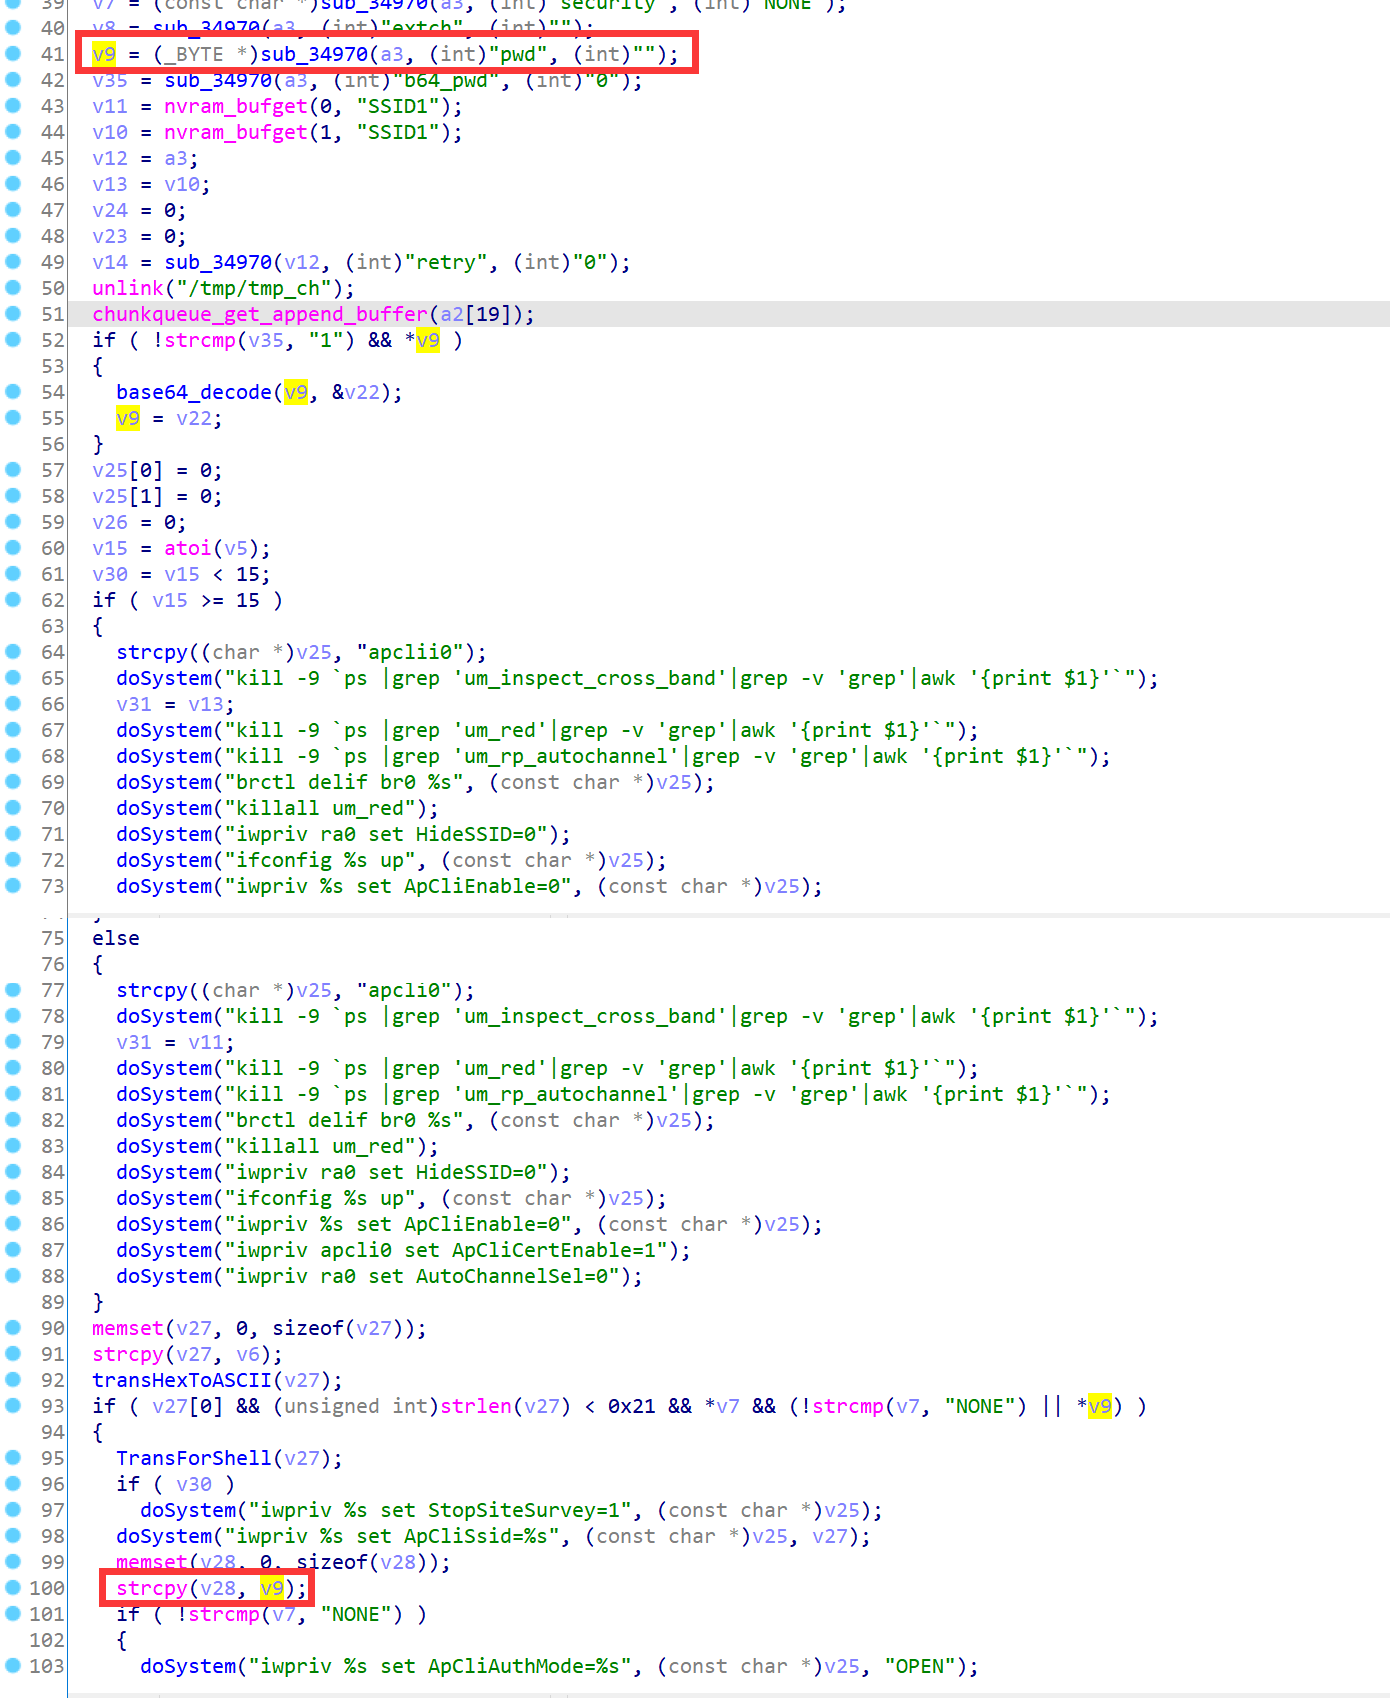 39 v7 = (const char *)sub_34970(a3, (int)"security", (int)"NONE");
40 v8 = sub_34970(a3, (int)"extch", (int)"");
41 v9 = (_BYTE *)sub_34970(a3, (int)"pwd", (int)"");
42 v35 = sub_34970(a3, (int)"b64_pwd", (int)"0");
43 v11 = nvram_bufget(0, "SSID1");
44 v10 = nvram_bufget(1, "SSID1");
45 v12 = a3;
46 v13 = v10;
47 v24 = 0;
48 v23 = 0;
49 v14 = sub_34970(v12, (int)"retry", (int)"0");
50 unlink("/tmp/tmp_ch");
51 chunkqueue_get_append_buffer(a2[19]);
52 if ( !strcmp(v35, "1") && *v9 )
53 {
54 base64_decode(v9, &v22);
55 v9 = v22;
56 }
57 v25[0] = 0;
58 v25[1] = 0;
59 v26 = 0;
60 v15 = atoi(v5);
61 v30 = v15 < 15;
62 if ( v15 >= 15 )
63 {
64 strcpy((char *)v25, "apclii0");
65 doSystem("kill -9 `ps |grep 'um_inspect_cross_band'|grep -v 'grep'|awk '{print $1}'`");
66 v31 = v13;
67 doSystem("kill -9 `ps |grep 'um_red'|grep -v 'grep'|awk '{print $1}'`");
68 doSystem("kill -9 `ps |grep 'um_rp_autochannel'|grep -v 'grep'|awk '{print $1}'`");
69 doSystem("brctl delif br0 %s", (const char *)v25);
70 doSystem("killall um_red");
71 doSystem("iwpriv ra0 set HideSSID=0");
72 doSystem("ifconfig %s up", (const char *)v25);
73 doSystem("iwpriv %s set ApCliEnable=0", (const char *)v25);
75 else
76 {
77 strcpy((char *)v25, "apcli0");
78 doSystem("kill -9 `ps |grep 'um_inspect_cross_band'|grep -v 'grep'|awk '{print $1}'`");
79 v31 = v11;
80 doSystem("kill -9 `ps |grep 'um_red'|grep -v 'grep'|awk '{print $1}'`");
81 doSystem("kill -9 `ps |grep 'um_rp_autochannel'|grep -v 'grep'|awk '{print $1}'`");
82 doSystem("brctl delif br0 %s", (const char *)v25);
83 doSystem("killall um_red");
84 doSystem("iwpriv ra0 set HideSSID=0");
85 doSystem("ifconfig %s up", (const char *)v25);
86 doSystem("iwpriv %s set ApCliEnable=0", (const char *)v25);
87 doSystem("iwpriv apcli0 set ApCliCertEnable=1");
88 doSystem("iwpriv ra0 set AutoChannelSel=0");
89 }
90 memset(v27, 0, sizeof(v27));
91 strcpy(v27, v6);
92 transHexToASCII(v27);
93 if ( v27[0] && (unsigned int)strlen(v27) < 0x21 && *v7 && (!strcmp(v7, "NONE") || *v9) )
94 {
95 TransForShell(v27);
96 if ( v30 )
97 doSystem("iwpriv %s set StopSiteSurvey=1", (const char *)v25);
98 doSystem("iwpriv %s set ApCliSsid=%s", (const char *)v25, v27);
99 memset(v28, 0, sizeof(v28));
100 strcpy(v28, v9);
101 if ( !strcmp(v7, "NONE") )
102 {
103 doSystem("iwpriv %s set ApCliAuthMode=%s", (const char *)v25, "OPEN");